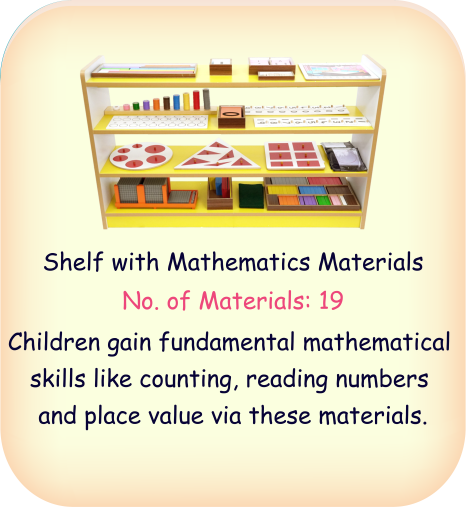 Shelf with Mathematics Materials
No. of Materials: 19
Children gain fundamental mathematical
skills like counting, reading numbers
and place value via these materials.